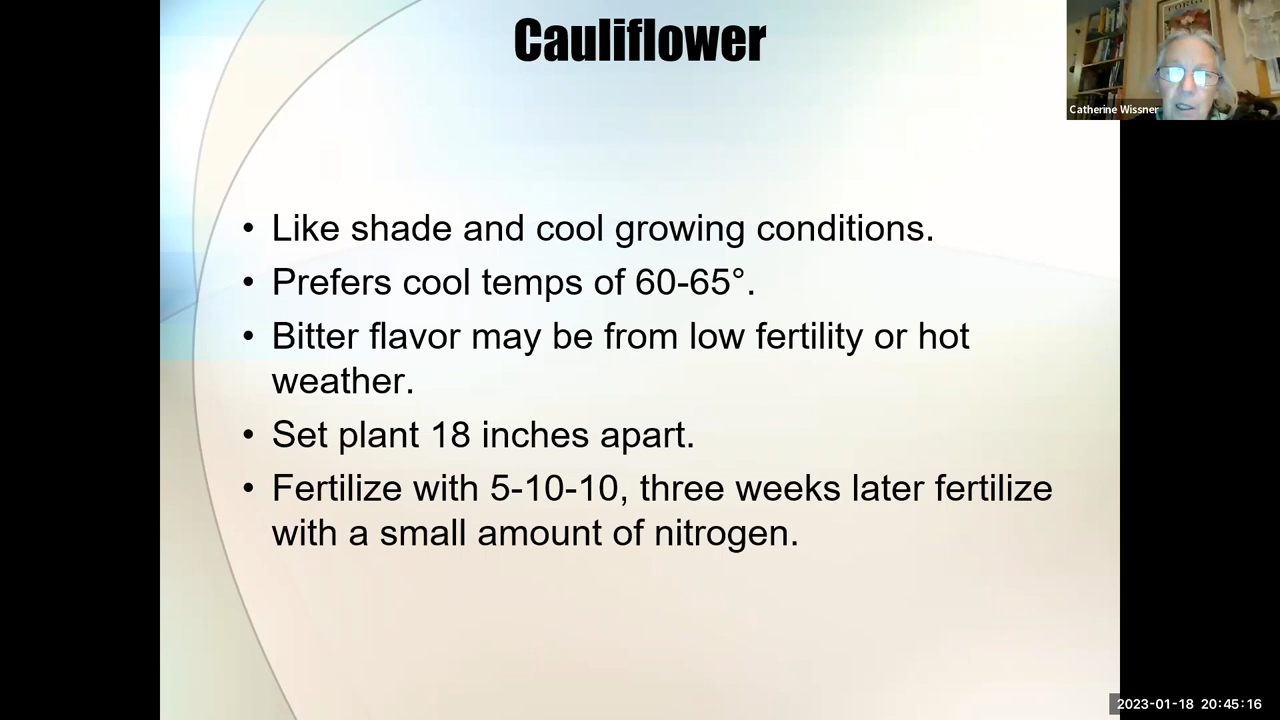 Cauliflower
Catherine Wissner
• Like shade and cool growing conditions.
• Prefers cool temps of 60-65°.
• Bitter flavor may be from low fertility or hot
weather.
• Set plant 18 inches apart.
• Fertilize with 5-10-10, three weeks later fertilize
with a small amount of nitrogen.
2023-01-18 20:45:16